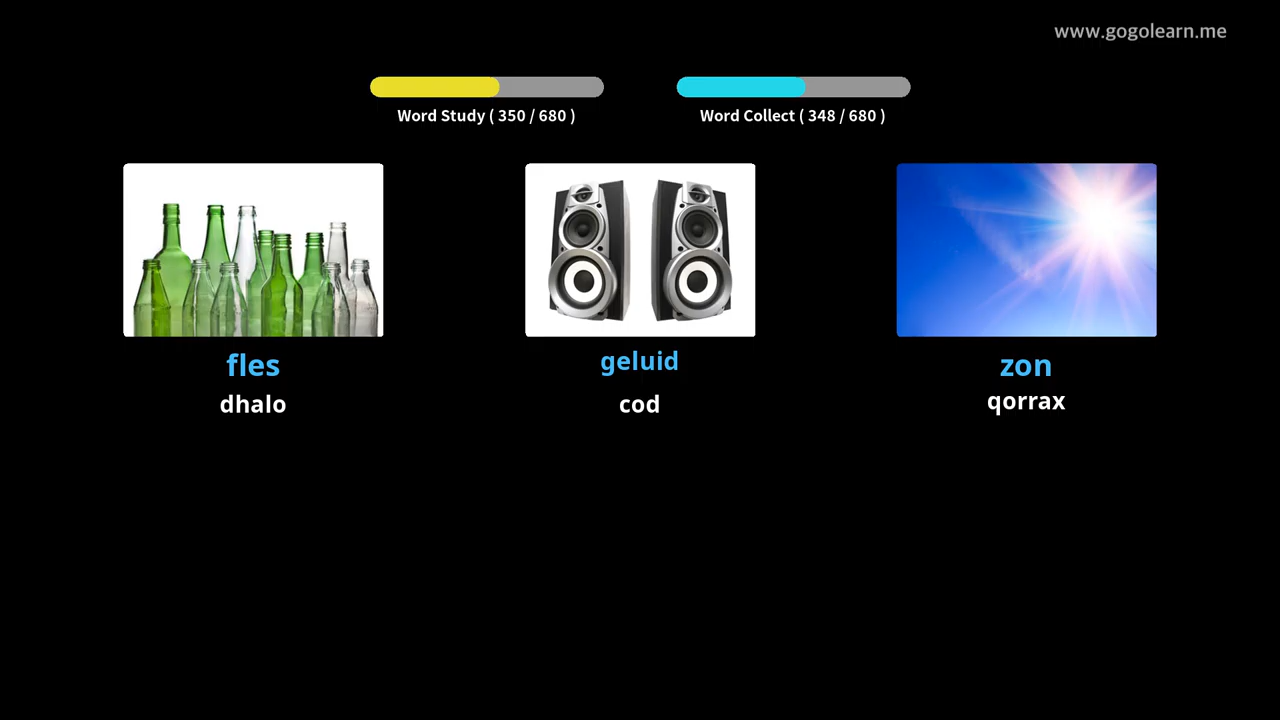 www.gogolearn.me
Word Study ( 350 / 680 )
Word Collect ( 348 / 680 )
fles
dhalo
geluid
cod
zon
qorrax